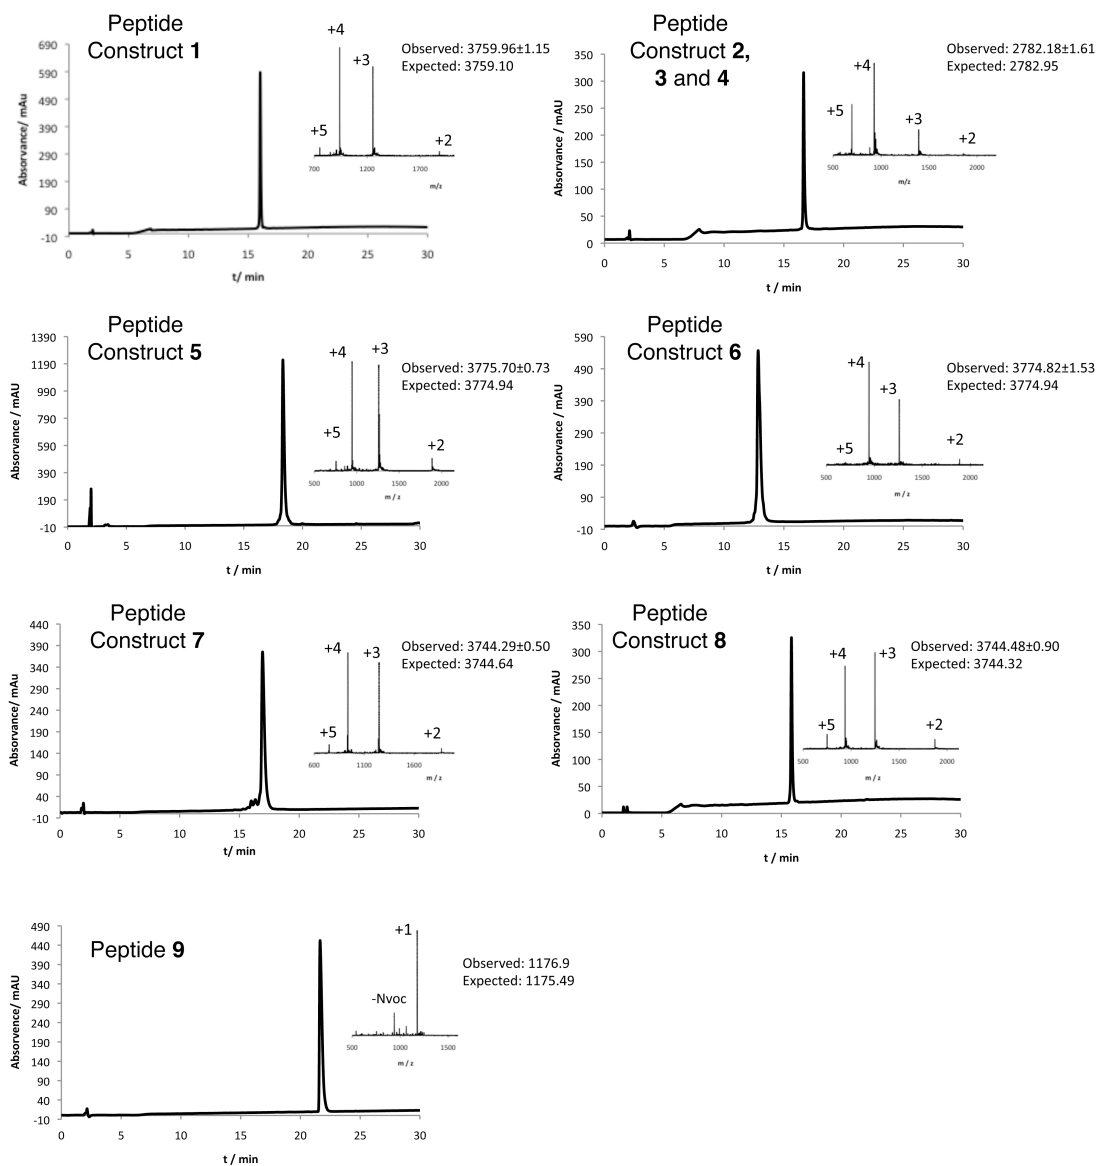 Peptide
Construct 1
Observed: 3759.96±1.15
Expected: 3759.10
+4
+3
+5
+2
700 1200 1700
m/z
690
590
490
390
290
190
90
-10
Absorvance/ mAu
0 5 10 15 20 25 30
t/ min
Peptide
Construct 2,
3 and 4
Observed: 2782.18±1.61
Expected: 2782.95
+4
+5
+3
+2
500 1000 1500 2000
m/z
350
300
250
200
150
100
50
0
Absorvance / mAu
0 5 10 15 20 25 30
t / min
Peptide
Construct 5
Observed: 3775.70±0.73
Expected: 3774.94
+4
+3
+5
+2
500 1000 1500 2000
m / z
1390
1190
990
790
590
390
190
-10
Absorvance / mAU
0 5 10 15 20 25 30
t / min
Peptide
Construct 6
Observed: 3774.82±1.53
Expected: 3774.94
+4
+3
+5
+2
500 1000 1500 2000
m / z
590
490
390
290
190
90
-10
Absorvance / mAU
0 5 10 15 20 25 30
t / min
Peptide
Construct 7
Observed: 3744.29±0.50
Expected: 3744.64
+4
+3
+5
+2
600 1100 1600
m / z
440
390
340
290
240
190
140
90
40
-10
Absorvance/ mAu
0 5 10 15 20 25 30
t/ min
Peptide
Construct 8
Observed: 3744.48±0.90
Expected: 3744.32
+4
+3
+5
+2
500 1000 1500 2000
m / z
350
300
250
200
150
100
50
0
Absorvance / mAu
0 5 10 15 20 25 30
t / min
Peptide 9
Observed: 1176.9
Expected: 1175.49
+1
-Nvoc
500 1000 1500
m / z
490
440
390
340
290
240
190
140
90
40
-10
Absorvence/ mAU
0 5 10 15 20 25 30
t / min